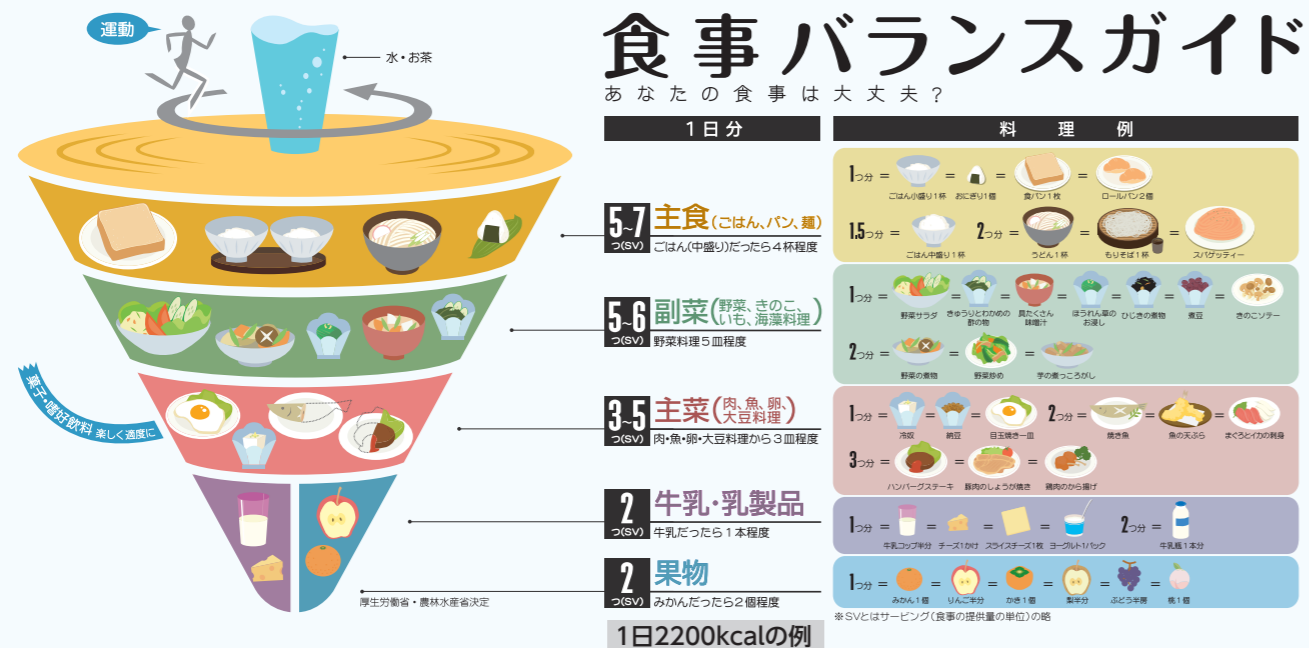 運動
水・お茶
食事バランスガイド
あなたの食事は大丈夫?
1日分
料理例
5~7
つ(SV)
主食(ごはん、パン、麺)
ごはん(中盛り)だったら4杯程度
1つ分 = = = =
ごはん小盛り1杯 おにぎり1個 食パン1枚 ロールパン2個
1.5つ分 = 2つ分 = = =
ごはん中盛り1杯 うどん1杯 もりそば1杯 スパゲッティー
5~6
つ(SV)
副菜(野菜、きのこ、
いも、海藻料理)
野菜料理5皿程度
1つ分 = = = = = = =
野菜サラダ きゅうりとわかめの
酢の物 具たくさん
味噌汁 ほうれん草の
お浸し ひじきの煮物 煮豆 きのこソテー
2つ分 = = =
野菜の煮物 野菜炒め 芋の煮っころがし
菓子・嗜好飲料 楽しく適度に
3~5
つ(SV)
主菜(肉、魚、卵、
大豆料理)
肉・魚・卵・大豆料理から3皿程度
1つ分 = = = 2つ分 = = =
冷奴 納豆 目玉焼き一皿 焼き魚 魚の天ぷら まぐろとイカの刺身
3つ分 = = =
ハンバーグステーキ 豚肉のしょうが焼き 鶏肉のから揚げ
2
つ(SV)
牛乳・乳製品
牛乳だったら1本程度
1つ分 = = = = 2つ分 =
牛乳コップ半分 チーズ1かけ スライスチーズ1枚 ヨーグルト1パック 牛乳瓶1本分
2
つ(SV)
果物
みかんだったら2個程度
1つ分 = = = = = =
みかん1個 りんご半分 かき1個 梨半分 ぶどう半房 桃1個
厚生労働省・農林水産省決定
※SVとはサービング(食事の提供量の単位)の略
1日2200kcalの例